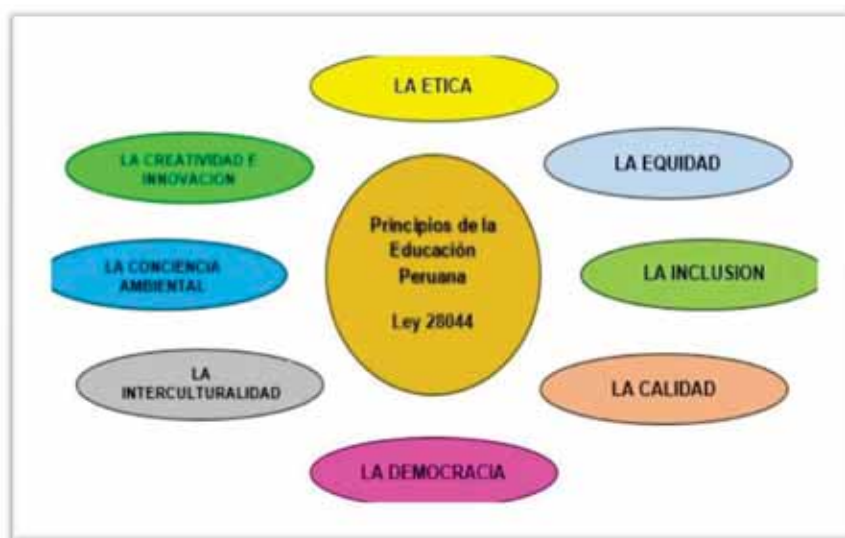 LA ETICA
LA CREATIVIDAD E
INNOVACION
LA EQUIDAD
Principios de la
Educación
Peruana
Ley 28044
LA CONCIENCIA
AMBIENTAL
LA INCLUSION
LA
INTERCULTURALIDAD
LA CALIDAD
LA DEMOCRACIA